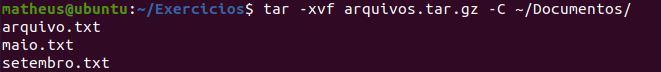 matheus@ubuntu:~/Exercicios$ tar -xvf arquivos.tar.gz -C ~/Documentos/
arquivo.txt
maio.txt
setembro.txt